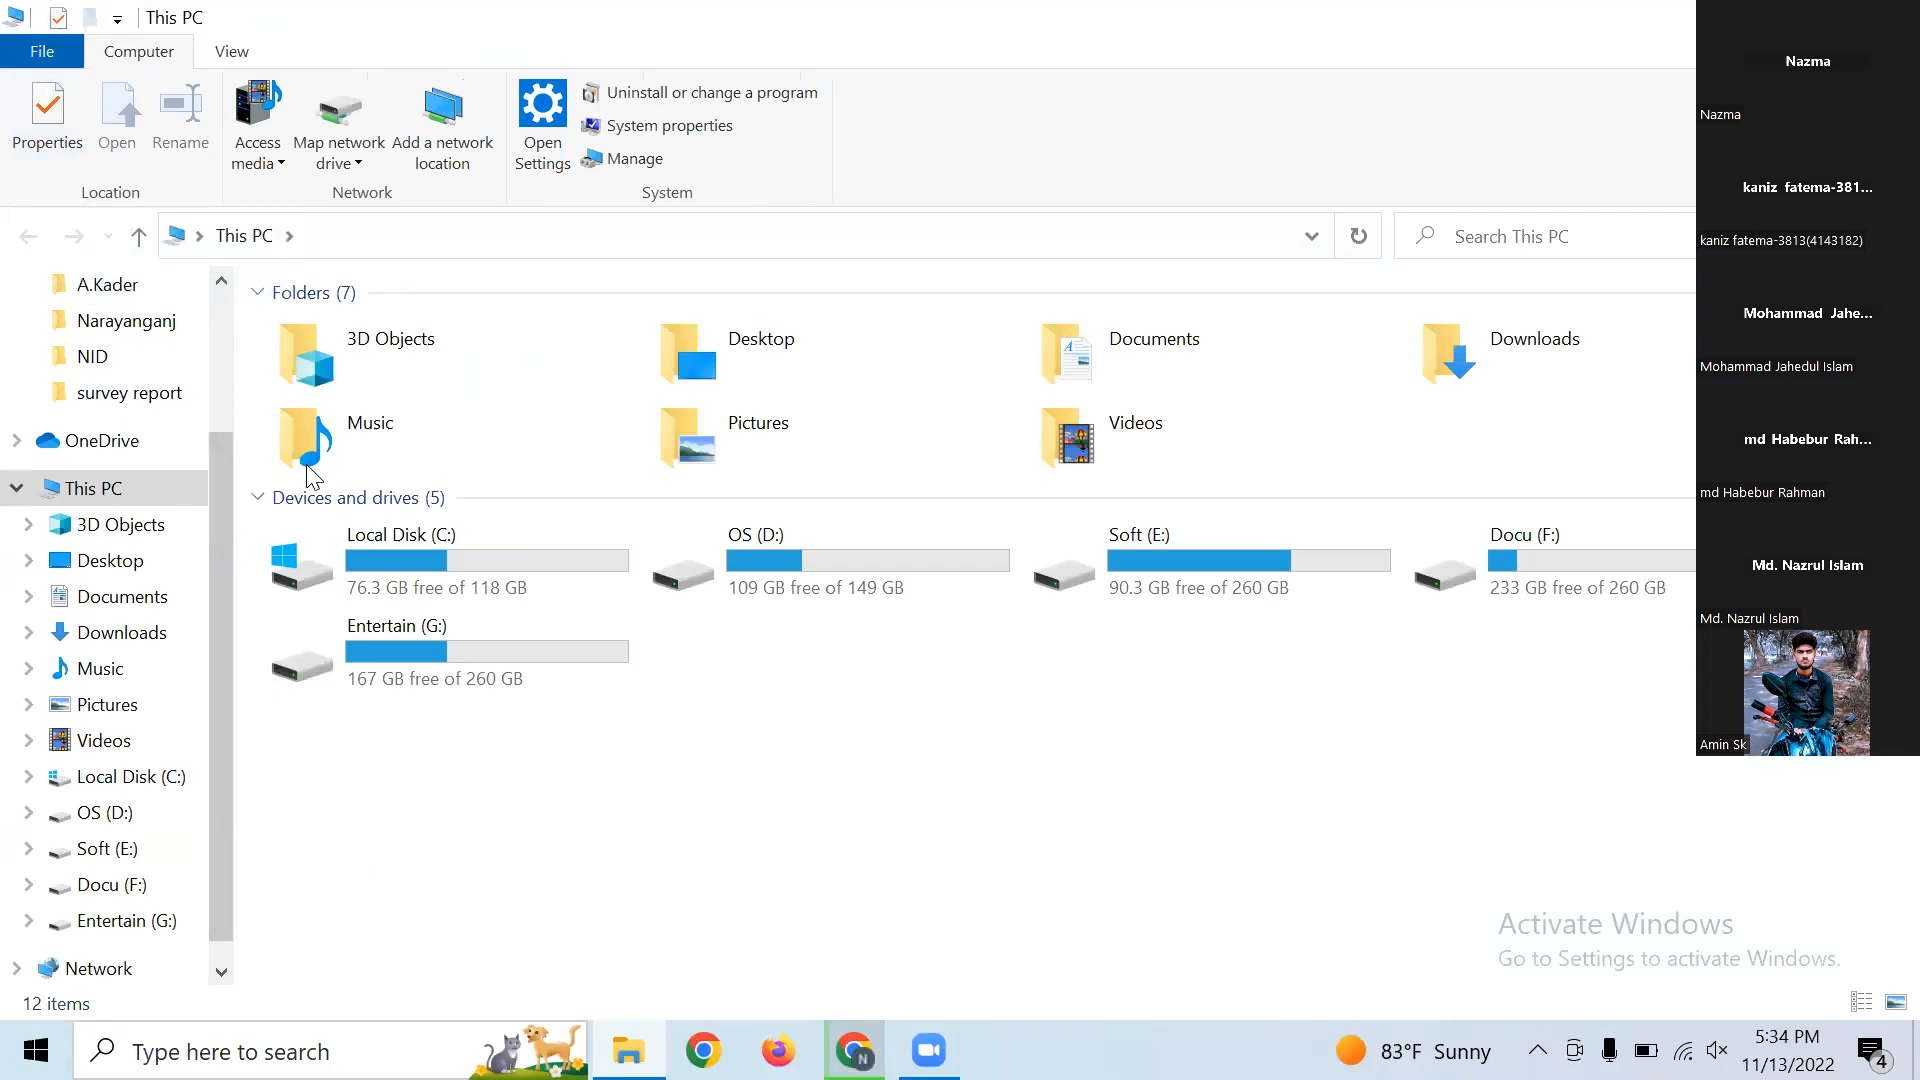 This PC
File
Computer
View
Properties
Open
Rename
Access media
Map network drive
Add a network location
Open Settings
Uninstall or change a program
System properties
Manage
Location
Network
System
This PC
Search This PC
A.Kader
Narayanganj
NID
survey report
OneDrive
This PC
3D Objects
Desktop
Documents
Downloads
Music
Pictures
Videos
Local Disk (C:)
OS (D:)
Soft (E:)
Docu (F:)
Entertain (G:)
Network
12 items
Folders (7)
3D Objects
Desktop
Documents
Downloads
Music
Pictures
Videos
Devices and drives (5)
Local Disk (C:)
76.3 GB free of 118 GB
OS (D:)
109 GB free of 149 GB
Soft (E:)
90.3 GB free of 260 GB
Docu (F:)
233 GB free of 260 GB
Entertain (G:)
167 GB free of 260 GB
Activate Windows
Go to Settings to activate Windows.
Nazma
Nazma
kaniz fatema-381...
kaniz fatema-3813(4143182)
Mohammad Jahe...
Mohammad Jahedul Islam
md Habebur Rah...
md Habebur Rahman
Md. Nazrul Islam
Md. Nazrul Islam
Amin Sk
Type here to search
N
83°F Sunny
5:34 PM
11/13/2022
4